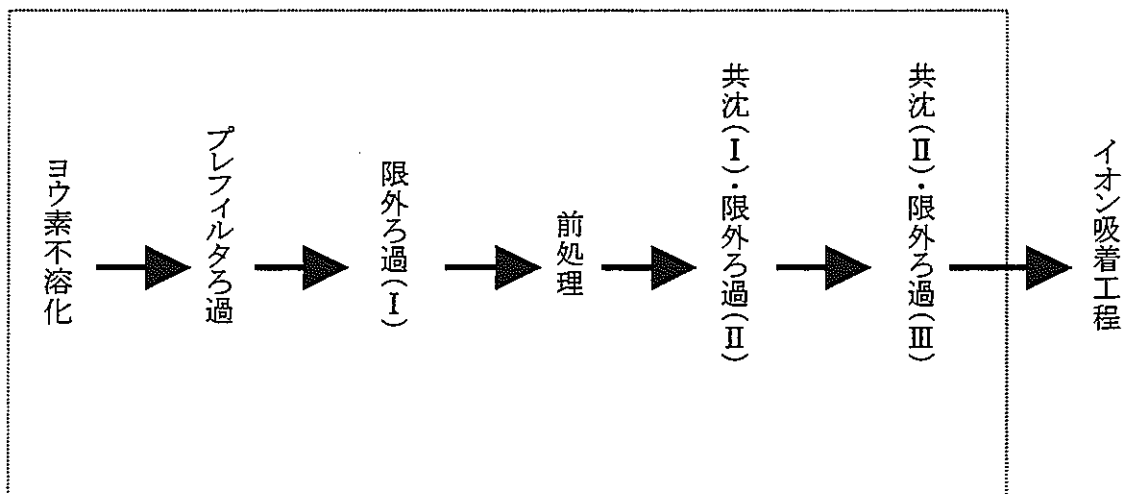 ヨウ素不溶化
プレフィルタろ過
限外ろ過(Ⅰ)
前処理
共沈(Ⅰ)・限外ろ過(Ⅱ)
共沈(Ⅱ)・限外ろ過(Ⅲ)
イオン吸着工程